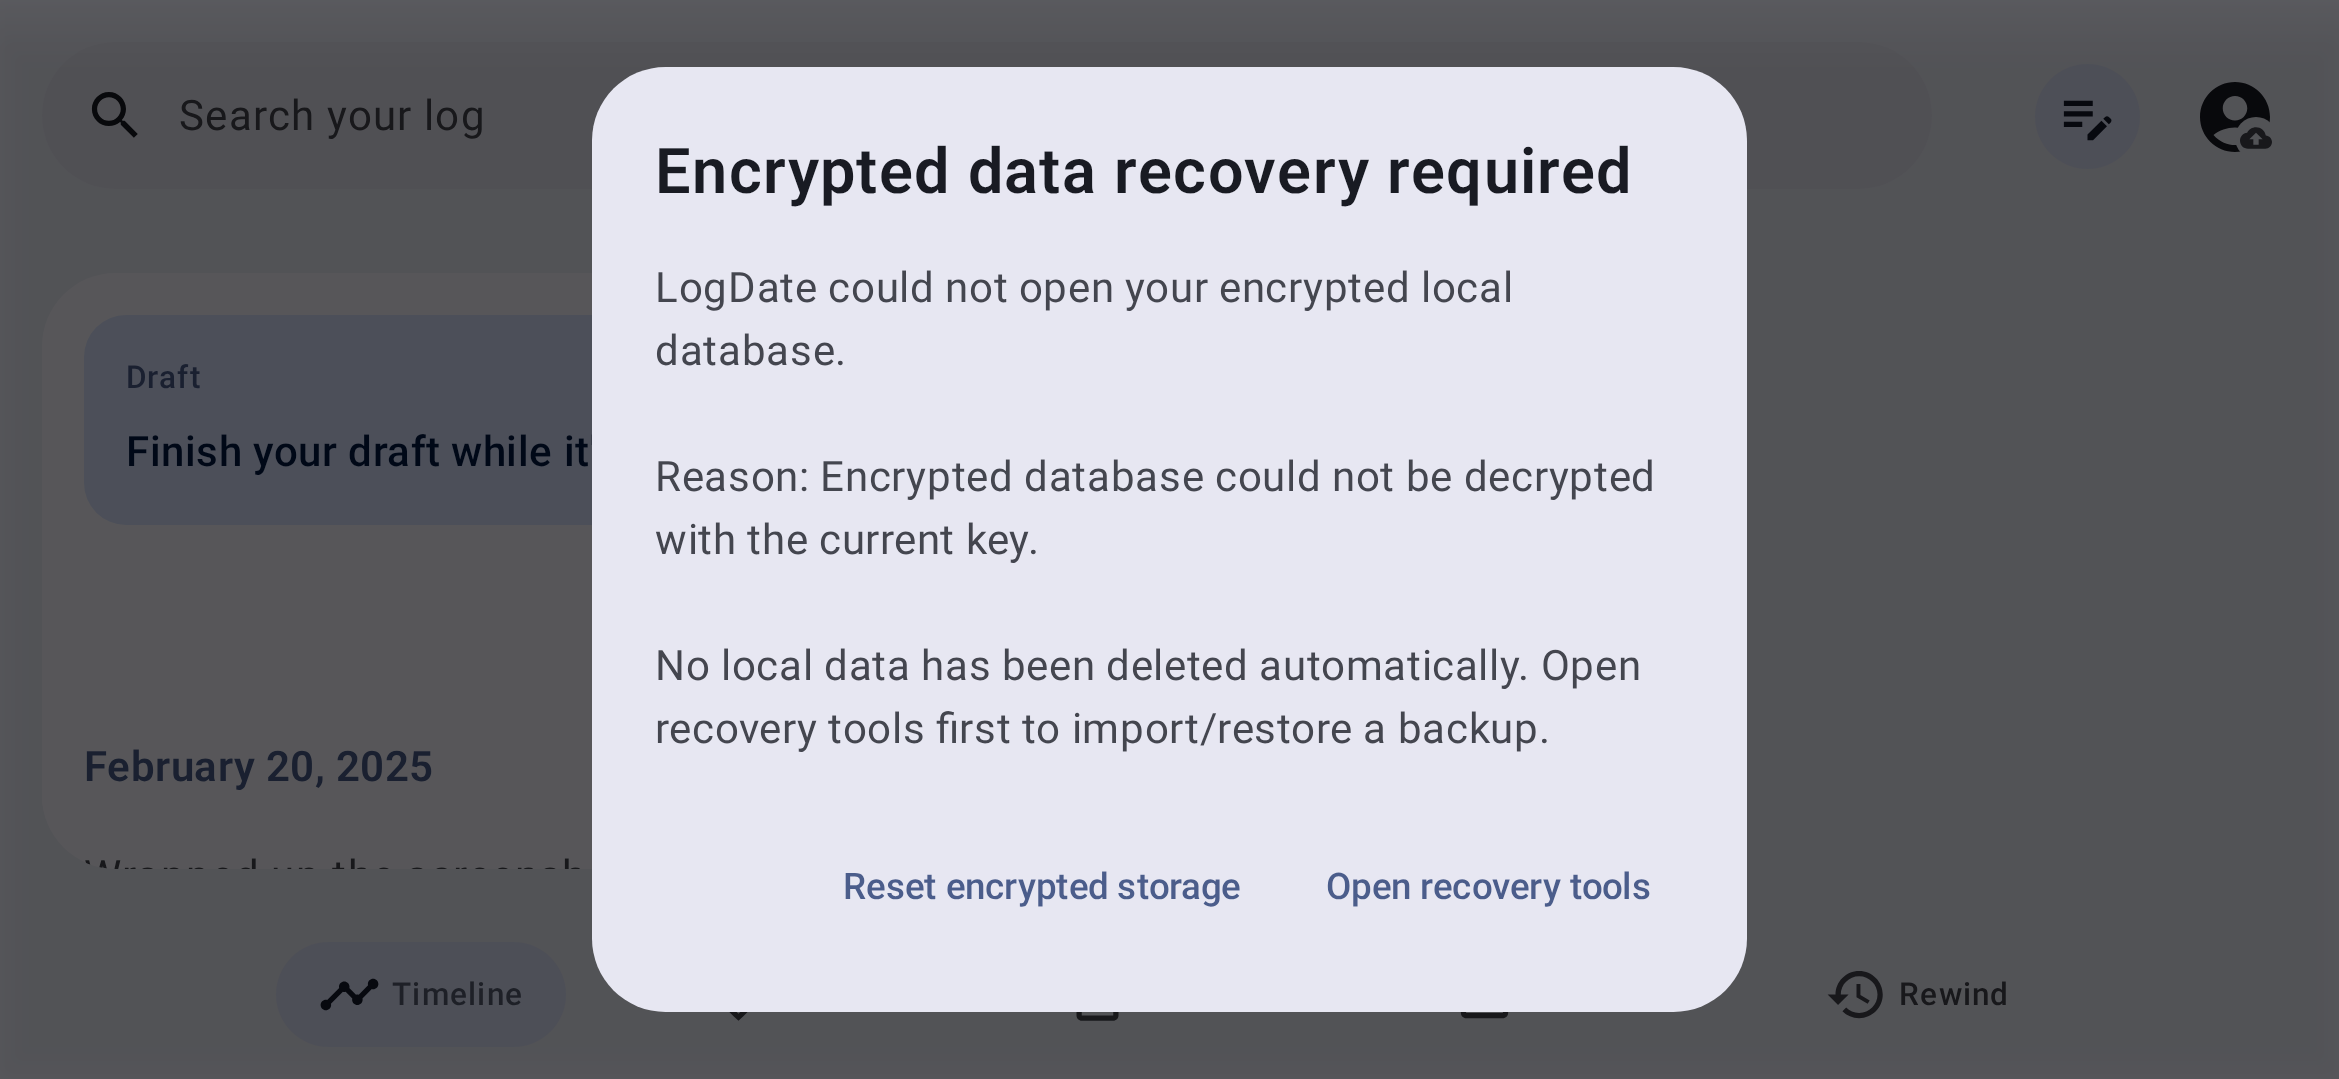 Search your log
Encrypted data recovery required
LogDate could not open your encrypted local
database.
Reason: Encrypted database could not be decrypted
with the current key.
No local data has been deleted automatically. Open
recovery tools first to import/restore a backup.
Reset encrypted storage
Open recovery tools
Draft
Finish your draft while it
February 20, 2025
Wrapped up the
Timeline
Rewind